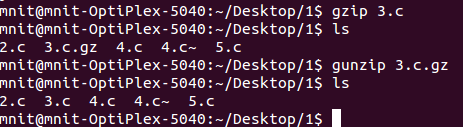 mnit@mnit-OptiPlex-5040:~/Desktop/1$ gzip 3.c
mnit@mnit-OptiPlex-5040:~/Desktop/1$ ls
2.c  3.c.gz  4.c  4.c~  5.c
mnit@mnit-OptiPlex-5040:~/Desktop/1$ gunzip 3.c.gz
mnit@mnit-OptiPlex-5040:~/Desktop/1$ ls
2.c  3.c  4.c  4.c~  5.c
mnit@mnit-OptiPlex-5040:~/Desktop/1$